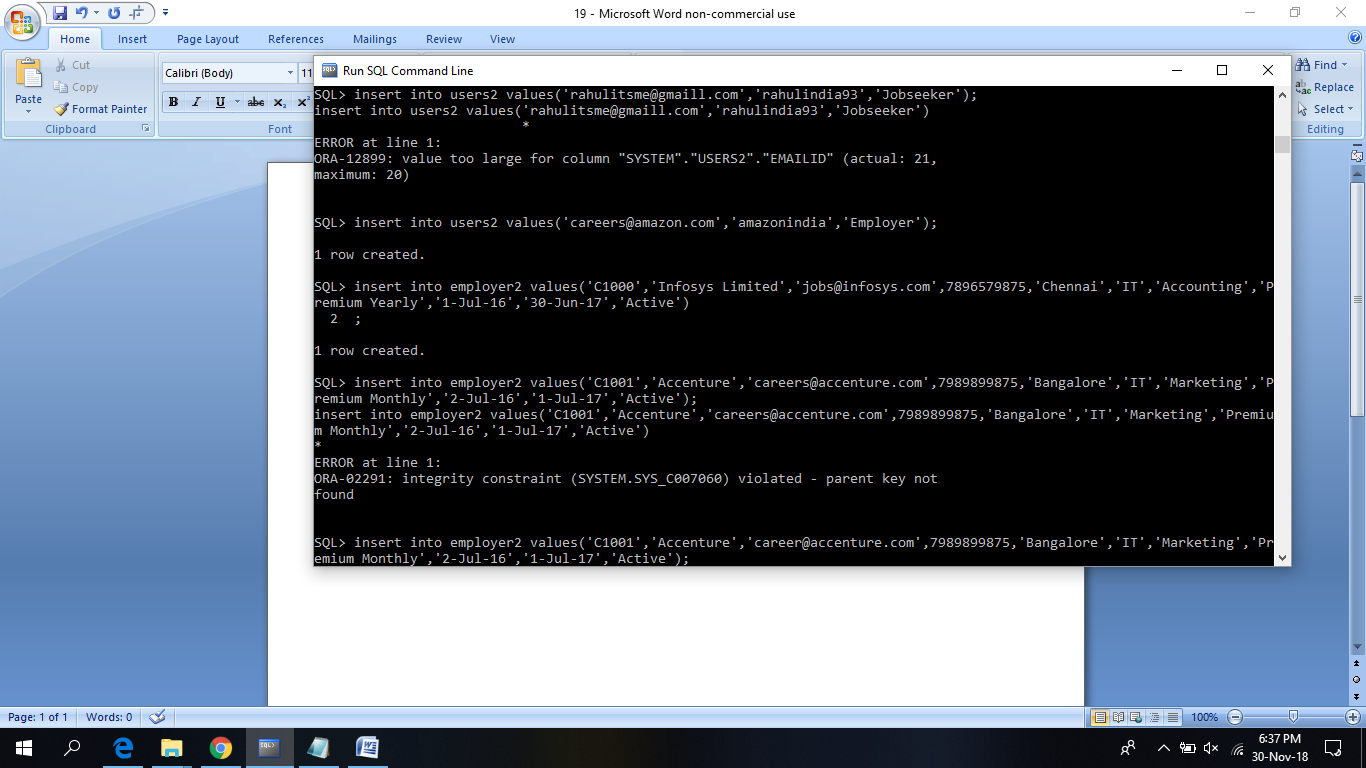 19 - Microsoft Word non-commercial use
Home Insert Page Layout References Mailings Review View
Paste
Cut
Copy
Format Painter
Clipboard
Calibri (Body) 11
B I U abc x₂ x²
Font
Find
Replace
Select
Editing
Run SQL Command Line
SQL> insert into users2 values('rahulitsme@gmaill.com','rahulindia93','Jobseeker');
insert into users2 values('rahulitsme@gmaill.com','rahulindia93','Jobseeker')
*
ERROR at line 1:
ORA-12899: value too large for column "SYSTEM"."USERS2"."EMAILID" (actual: 21,
maximum: 20)
SQL> insert into users2 values('careers@amazon.com','amazonindia','Employer');
1 row created.
SQL> insert into employer2 values('C1000','Infosys Limited','jobs@infosys.com',7896579875,'Chennai','IT','Accounting','P
remium Yearly','1-Jul-16','30-Jun-17','Active')
2 ;
1 row created.
SQL> insert into employer2 values('C1001','Accenture','careers@accenture.com',7989899875,'Bangalore','IT','Marketing','P
remium Monthly','2-Jul-16','1-Jul-17','Active');
insert into employer2 values('C1001','Accenture','careers@accenture.com',7989899875,'Bangalore','IT','Marketing','Premiu
m Monthly','2-Jul-16','1-Jul-17','Active')
*
ERROR at line 1:
ORA-02291: integrity constraint (SYSTEM.SYS_C007060) violated - parent key not
found
SQL> insert into employer2 values('C1001','Accenture','career@accenture.com',7989899875,'Bangalore','IT','Marketing','Pr
emium Monthly','2-Jul-16','1-Jul-17','Active');
Page: 1 of 1 Words: 0 100%
6:37 PM
30-Nov-18